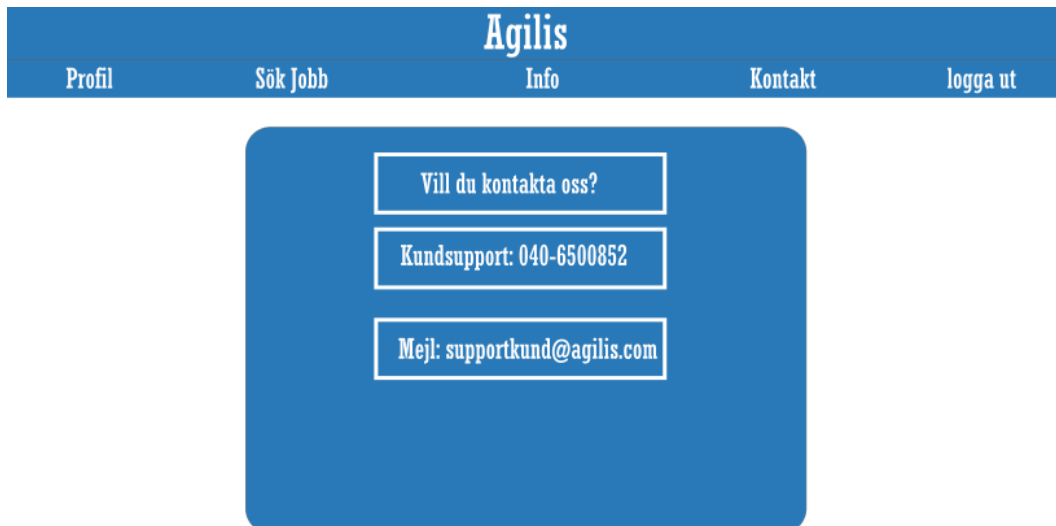 Agilis
Profil Sök Jobb Info Kontakt logga ut
Vill du kontakta oss?
Kundsupport: 040-6500852
Mejl: supportkund@agilis.com